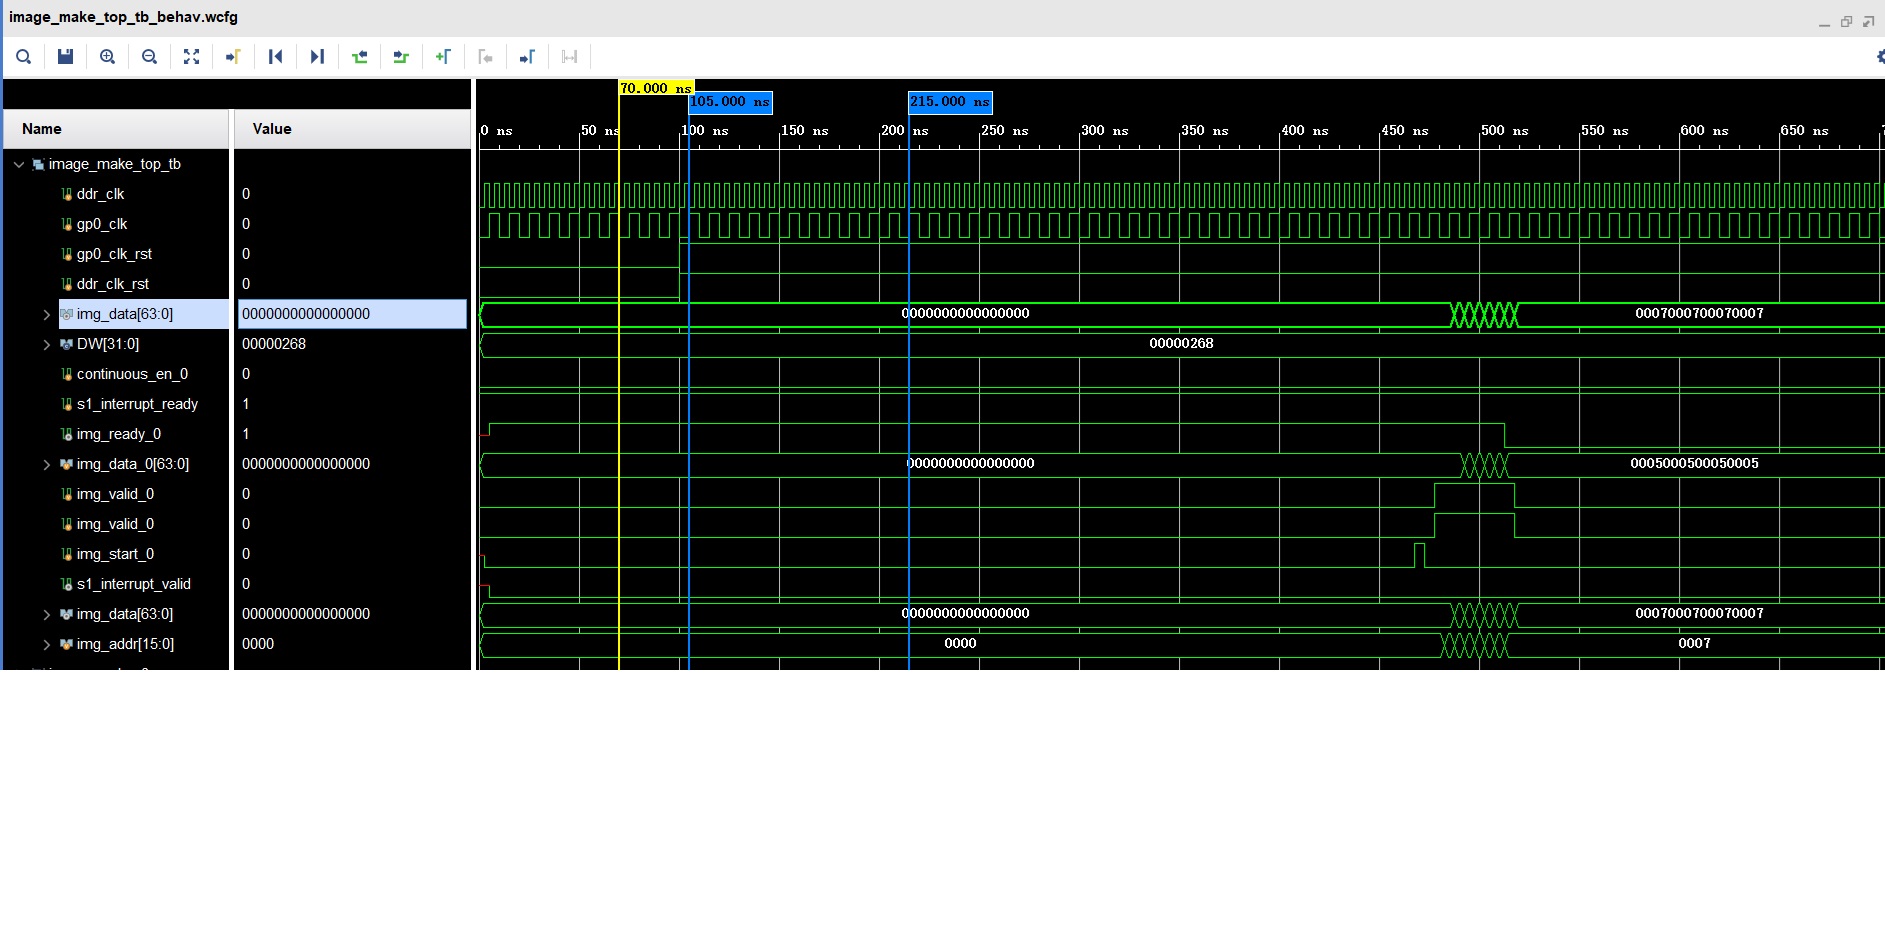 image_make_top_tb_behav.wcfg
70.000 ns
105.000 ns 215.000 ns
Name Value
0 ns 50 ns 100 ns 150 ns 200 ns 250 ns 300 ns 350 ns 400 ns 450 ns 500 ns 550 ns 600 ns 650 ns
image_make_top_tb
ddr_clk 0
gp0_clk 0
gp0_clk_rst 0
ddr_clk_rst 0
img_data[63:0] 0000000000000000 0000000000000000 0007000700070007
DW[31:0] 00000268 00000268
continuous_en_0 0
s1_interrupt_ready 1
img_ready_0 1
img_data_0[63:0] 0000000000000000 0000000000000000 0005000500050005
img_valid_0 0
img_valid_0 0
img_start_0 0
s1_interrupt_valid 0
img_data[63:0] 0000000000000000 0000000000000000 0007000700070007
img_addr[15:0] 0000 0000 0007